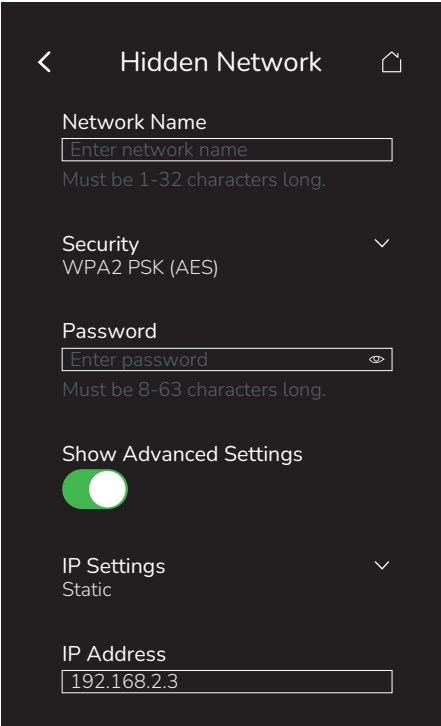 Hidden Network
Network Name
Enter network name
Must be 1-32 characters long.
Security
WPA2 PSK (AES)
Password
Enter password
Must be 8-63 characters long.
Show Advanced Settings
IP Settings
Static
IP Address
192.168.2.3